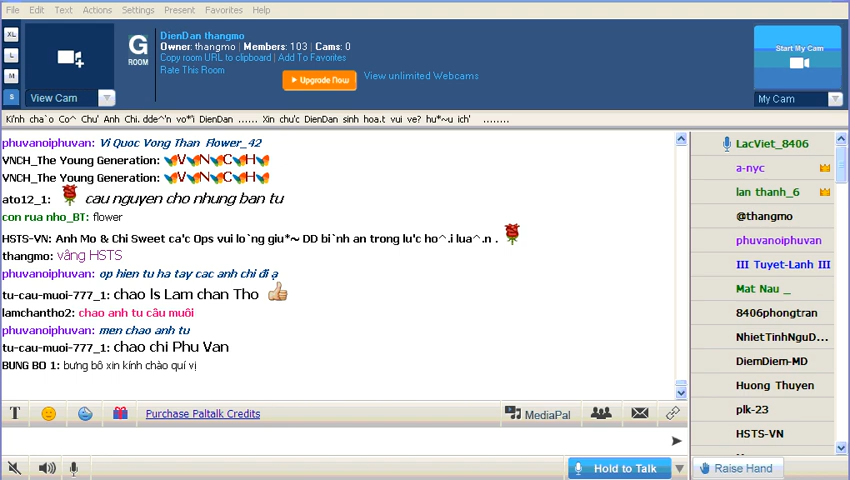 File Edit Text Actions Settings Present Favorites Help
XL
L
M
S
View Cam
G
ROOM
DienDan thangmo
Owner: thangmo | Members: 103 | Cams: 0
Copy room URL to clipboard | Add To Favorites
Rate This Room
Upgrade Now
View unlimited Webcams
Start My Cam
My Cam
Ki'nh cha`o Co^ Chu' Anh Chi. dde^'n vo*'i DienDan ...... Xin chu'c DienDan sinh hoa.t vui ve? hu*~u ich' ........
phuvanoiphuvan: Vi Quoc Vong Than Flower_42
VNCH_The Young Generation: V N C H
VNCH_The Young Generation: V N C H
ato12_1: cau nguyen cho nhung ban tu
con rua nho_BT: flower
HSTS-VN: Anh Mo & Chi Sweet ca'c Ops vui lo`ng giu*~ DD bi`nh an trong lu'c ho^.i lua^.n .
thangmo: vâng HSTS
phuvanoiphuvan: op hien tu ha tay cac anh chi đi ạ
tu-cau-muoi-777_1: chao ls Lam chan Tho
lamchantho2: chao anh tu câu muôi
phuvanoiphuvan: men chao anh tu
tu-cau-muoi-777_1: chao chi Phu Van
BUNG BO 1: bưng bô xin kính chào quí vị
T
Purchase Paltalk Credits
MediaPal
Hold to Talk
LacViet_8406
a-nyc
lan thanh_6
@thangmo
phuvanoiphuvan
III Tuyet-Lanh III
Mat Nau _
8406phongtran
NhietTinhNguD...
DiemDiem-MD
Huong Thuyen
plk-23
HSTS-VN
Raise Hand